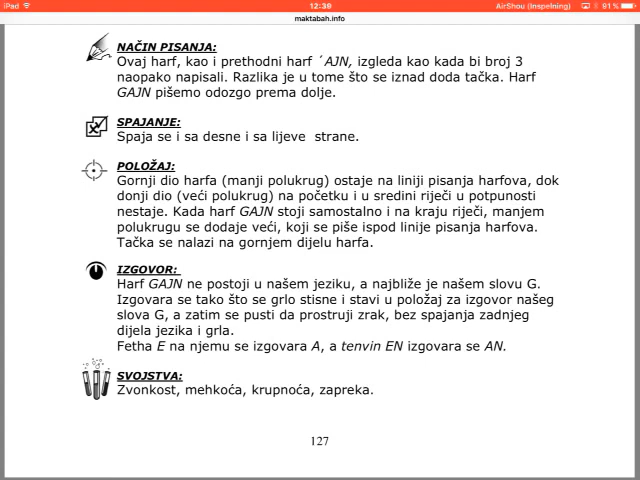 iPad 12:39 AirShou (Inspelning) 91 %
maktabah.info
NAČIN PISANJA:
Ovaj harf, kao i prethodni harf ´AJN, izgleda kao kada bi broj 3
naopako napisali. Razlika je u tome što se iznad doda tačka. Harf
GAJN pišemo odozgo prema dolje.
SPAJANJE:
Spaja se i sa desne i sa lijeve strane.
POLOŽAJ:
Gornji dio harfa (manji polukrug) ostaje na liniji pisanja harfova, dok
donji dio (veći polukrug) na početku i u sredini riječi u potpunosti
nestaje. Kada harf GAJN stoji samostalno i na kraju riječi, manjem
polukrugu se dodaje veći, koji se piše ispod linije pisanja harfova.
Tačka se nalazi na gornjem dijelu harfa.
IZGOVOR:
Harf GAJN ne postoji u našem jeziku, a najbliže je našem slovu G.
Izgovara se tako što se grlo stisne i stavi u položaj za izgovor našeg
slova G, a zatim se pusti da prostruji zrak, bez spajanja zadnjeg
dijela jezika i grla.
Fetha E na njemu se izgovara A, a tenvin EN izgovara se AN.
SVOJSTVA:
Zvonkost, mehkoća, krupnoća, zapreka.
127